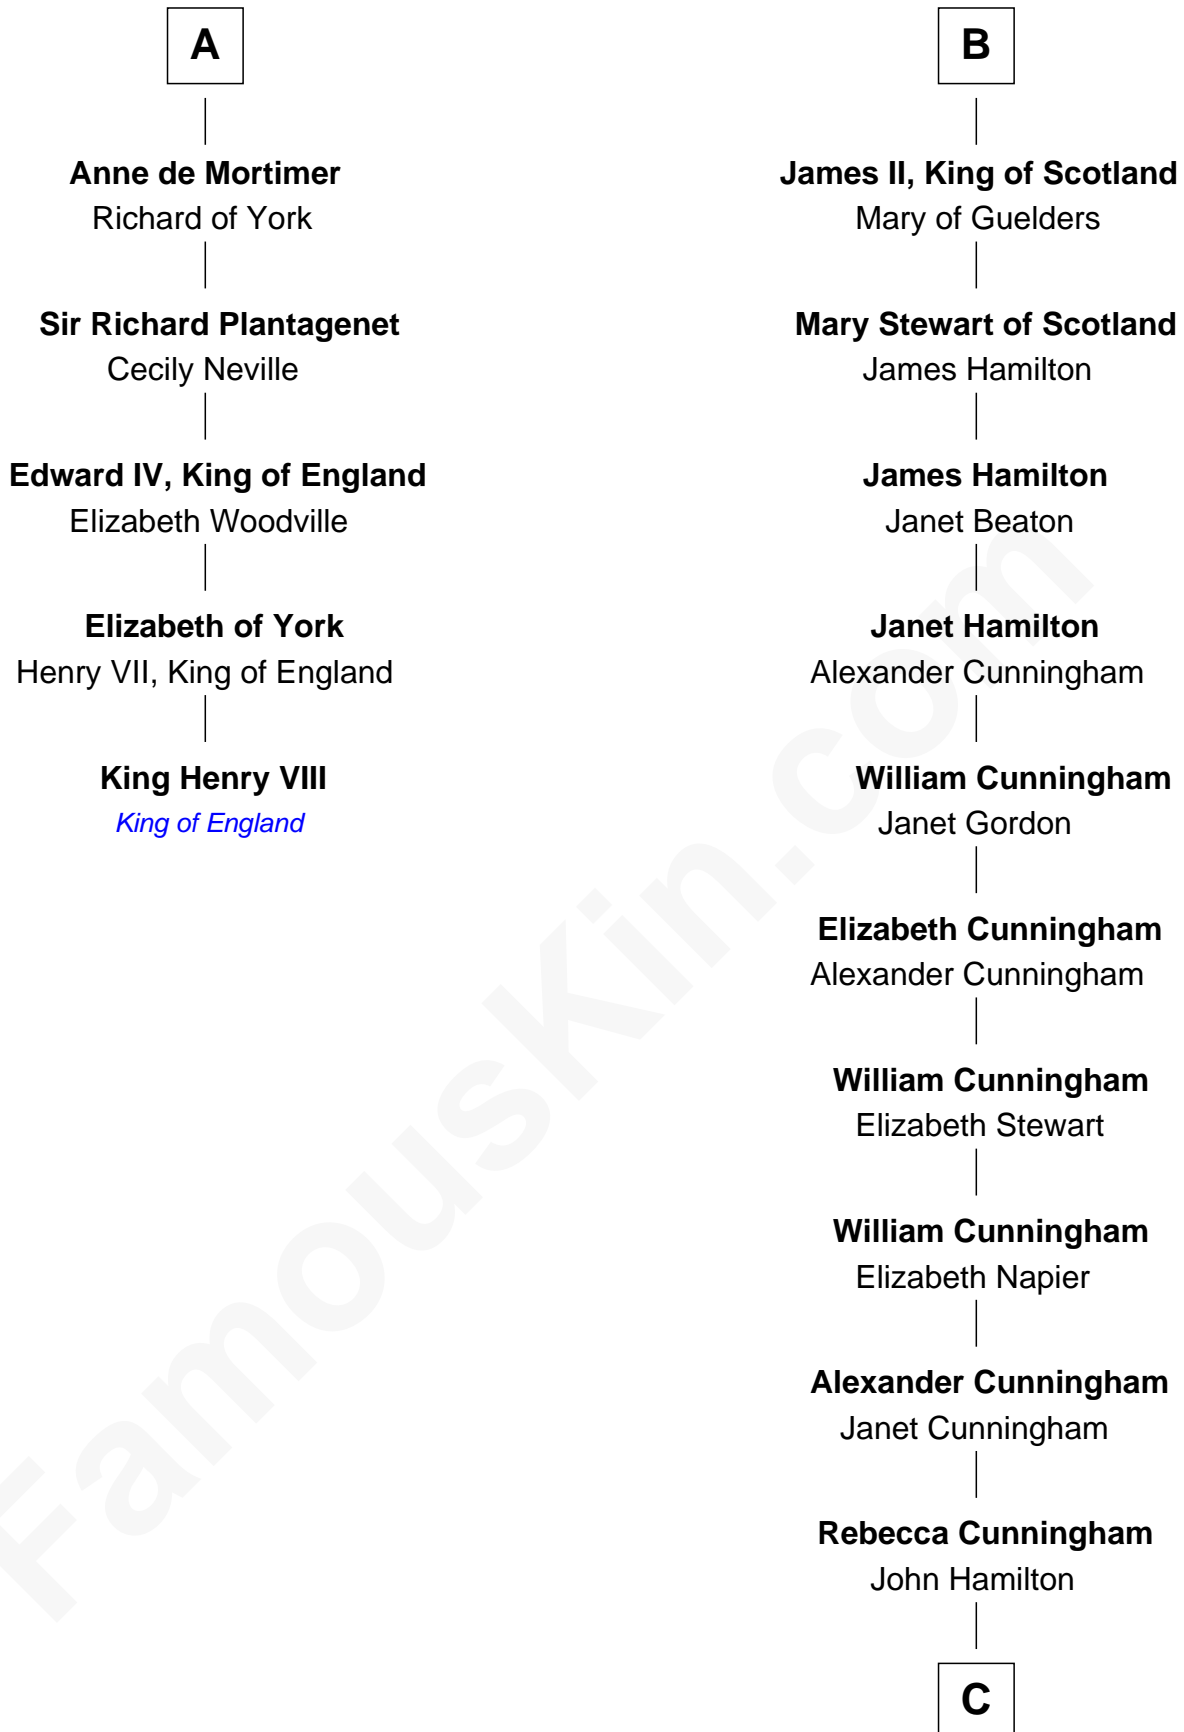 A
Anne de Mortimer
Richard of York
Sir Richard Plantagenet
Cecily Neville
Edward IV, King of England
Elizabeth Woodville
Elizabeth of York
Henry VII, King of England
King Henry VIII
King of England
B
James II, King of Scotland
Mary of Guelders
Mary Stewart of Scotland
James Hamilton
James Hamilton
Janet Beaton
Janet Hamilton
Alexander Cunningham
William Cunningham
Janet Gordon
Elizabeth Cunningham
Alexander Cunningham
William Cunningham
Elizabeth Stewart
William Cunningham
Elizabeth Napier
Alexander Cunningham
Janet Cunningham
Rebecca Cunningham
John Hamilton
C
FamousKin.com